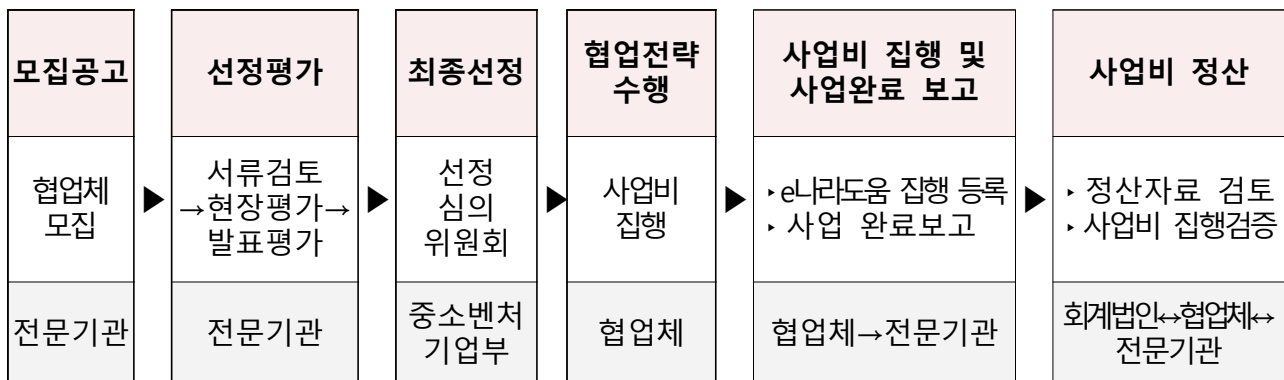 모집공고
협업체
모집
전문기관
▶
선정평가
서류검토
→현장평가→
발표평가
전문기관
▶
최종선정
선정
심의
위원회
중소벤처
기업부
▶
협업전략
수행
사업비
집행
협업체
▶
사업비 집행 및
사업완료 보고
‣ e나라도움 집행 등록
‣ 사업 완료보고
협업체→전문기관
▶
사업비 정산
‣ 정산자료 검토
‣ 사업비 집행검증
회계법인↔협업체↔
전문기관